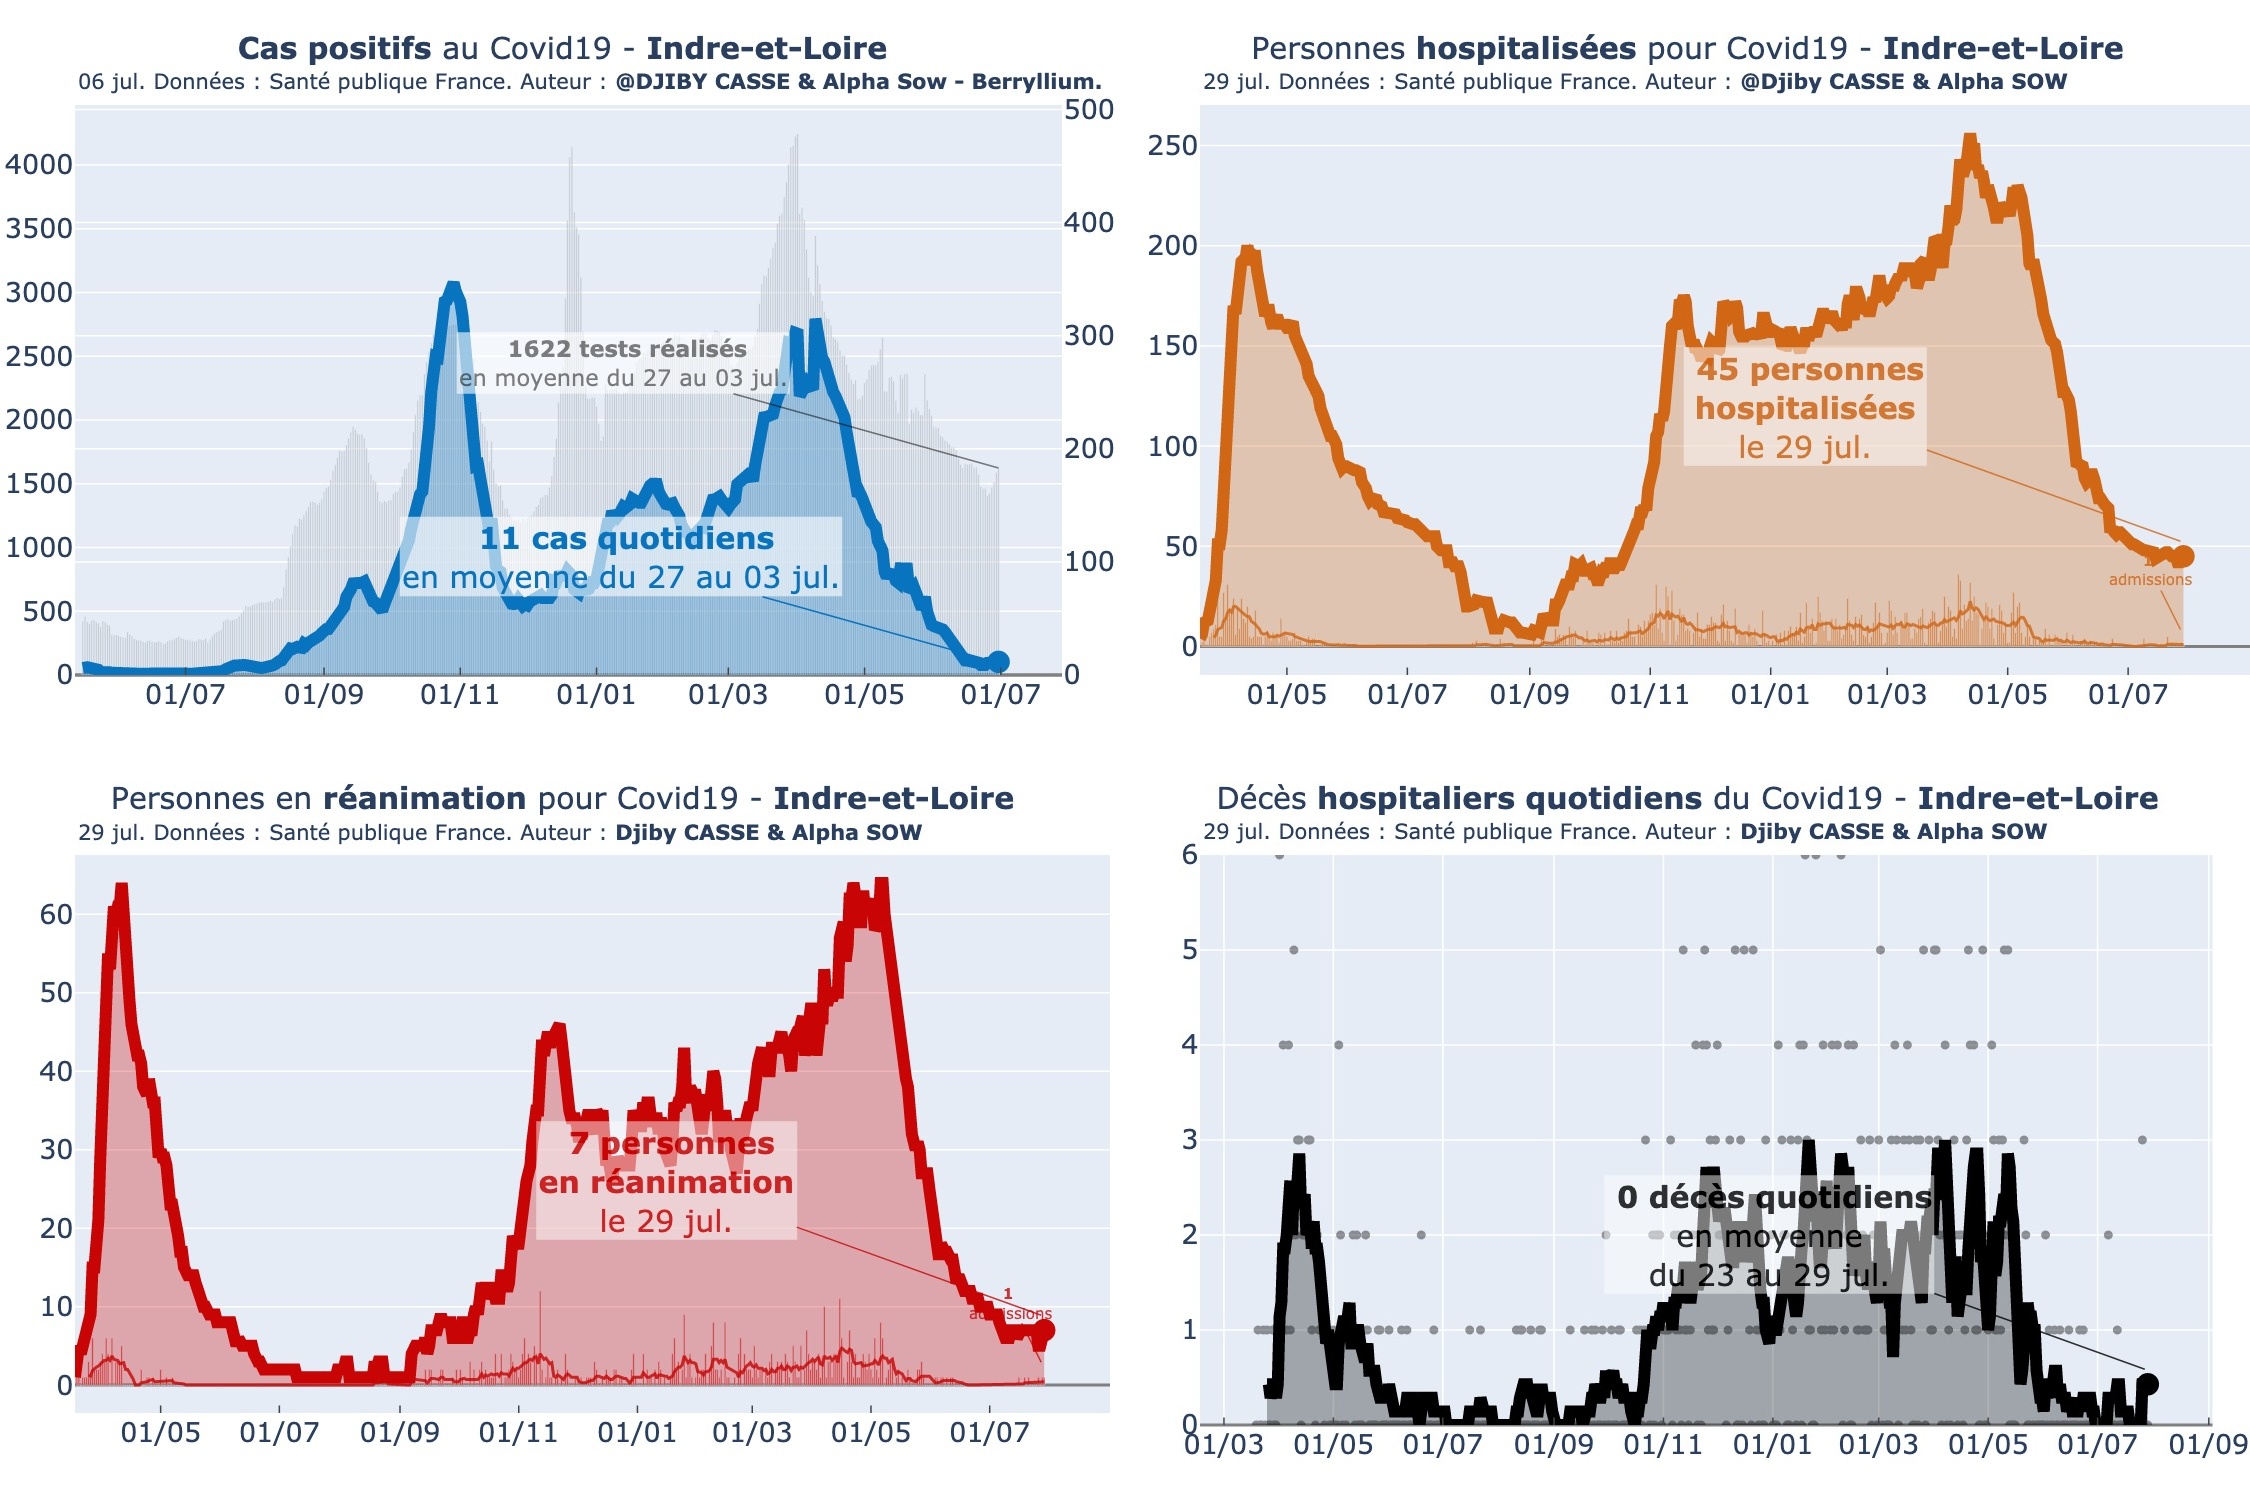 Cas positifs au Covid19 - Indre-et-Loire
06 jul. Données : Santé publique France. Auteur : @DJIBY CASSE & Alpha Sow - Berryllium.
500
4000
3500
400
3000
300
2500
1622 tests réalisés
en moyenne du 27 au 03 jul.
2000
200
1500
1000
11 cas quotidiens
en moyenne du 27 au 03 jul.
100
500
0
0
01/07 01/09 01/11 01/01 01/03 01/05 01/07
Personnes hospitalisées pour Covid19 - Indre-et-Loire
29 jul. Données : Santé publique France. Auteur : @Djiby CASSE & Alpha SOW
250
200
150
45 personnes
hospitalisées
le 29 jul.
100
50
admissions
0
01/05 01/07 01/09 01/11 01/01 01/03 01/05 01/07
Personnes en réanimation pour Covid19 - Indre-et-Loire
29 jul. Données : Santé publique France. Auteur : Djiby CASSE & Alpha SOW
60
50
40
30
7 personnes
en réanimation
le 29 jul.
20
10
1
admissions
0
01/05 01/07 01/09 01/11 01/01 01/03 01/05 01/07
Décès hospitaliers quotidiens du Covid19 - Indre-et-Loire
29 jul. Données : Santé publique France. Auteur : Djiby CASSE & Alpha SOW
6
5
4
3
0 décès quotidiens
en moyenne
du 23 au 29 jul.
2
1
0
01/03 01/05 01/07 01/09 01/11 01/01 01/03 01/05 01/07 01/09